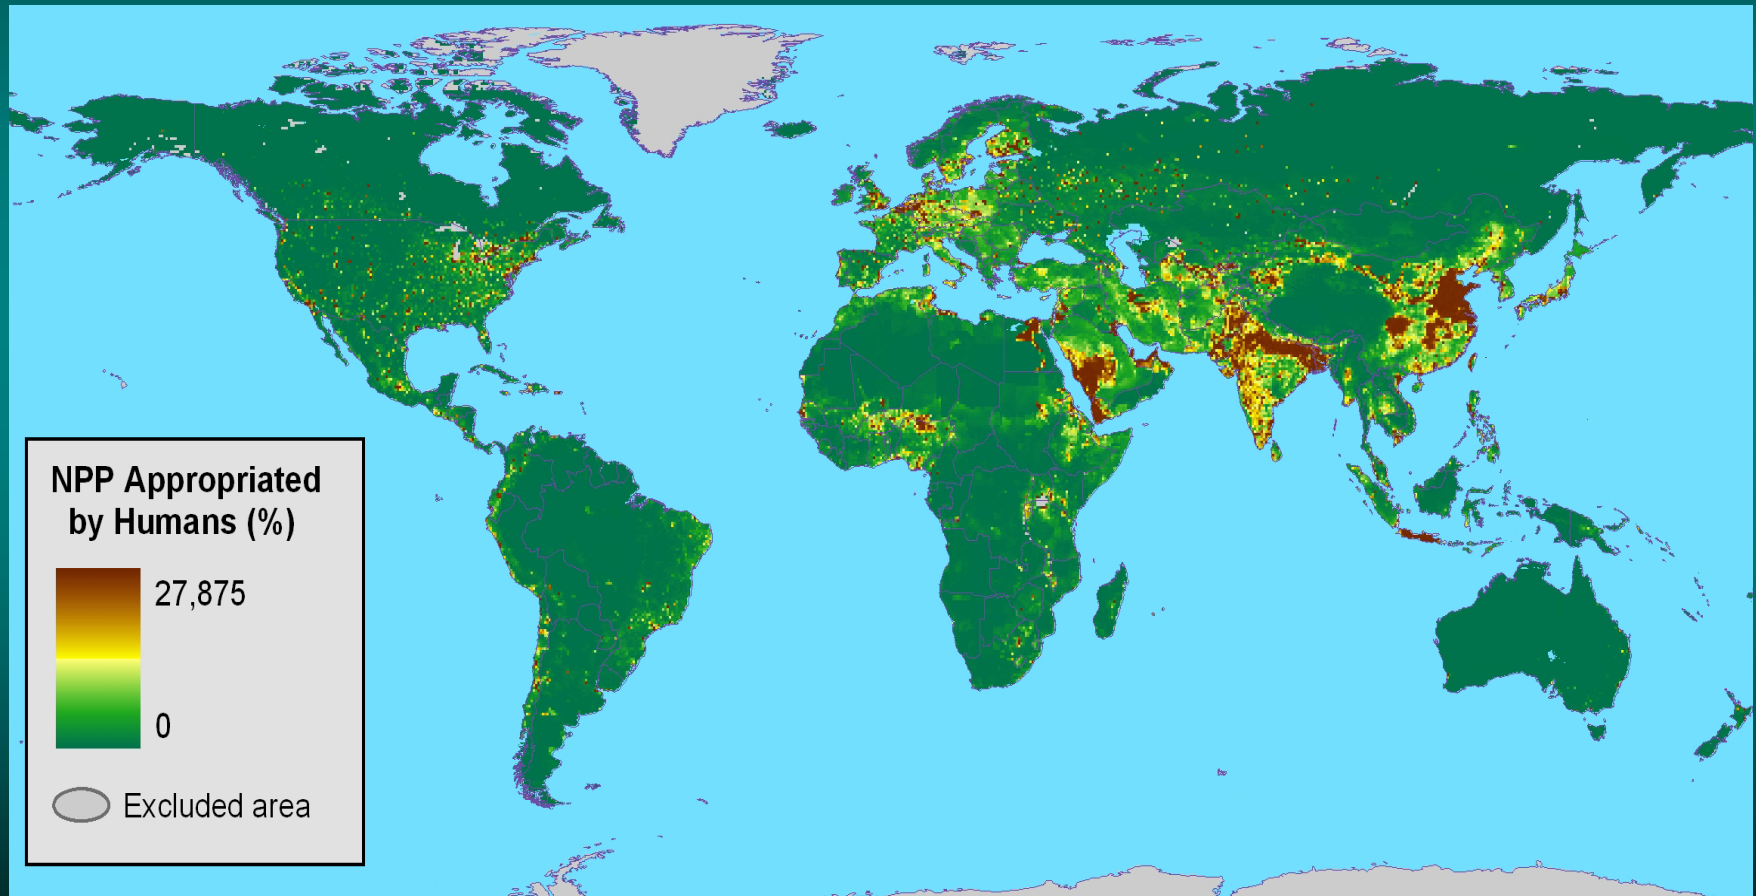 NPP Appropriated
by Humans (%)
27,875
0
Excluded area